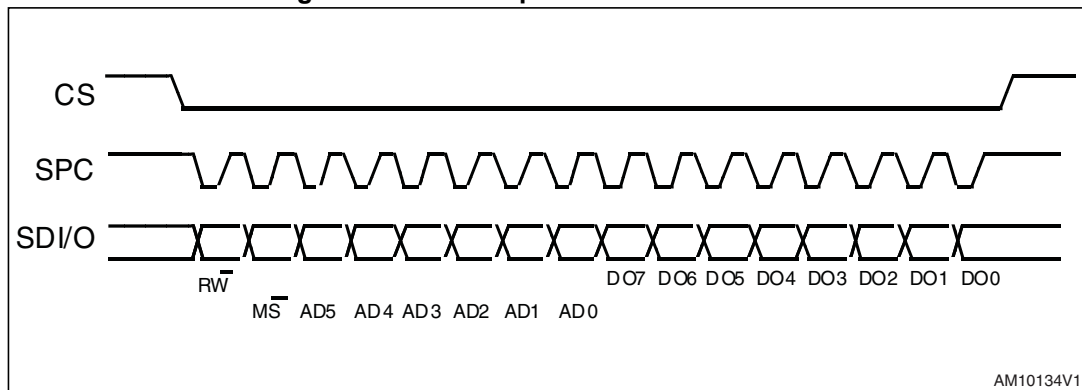 CS
SPC
SDI/O
RW
DO7 DO6 DO5 DO4 DO3 DO2 DO1 DO0
MS AD5 AD4 AD3 AD2 AD1 AD0
AM10134V1